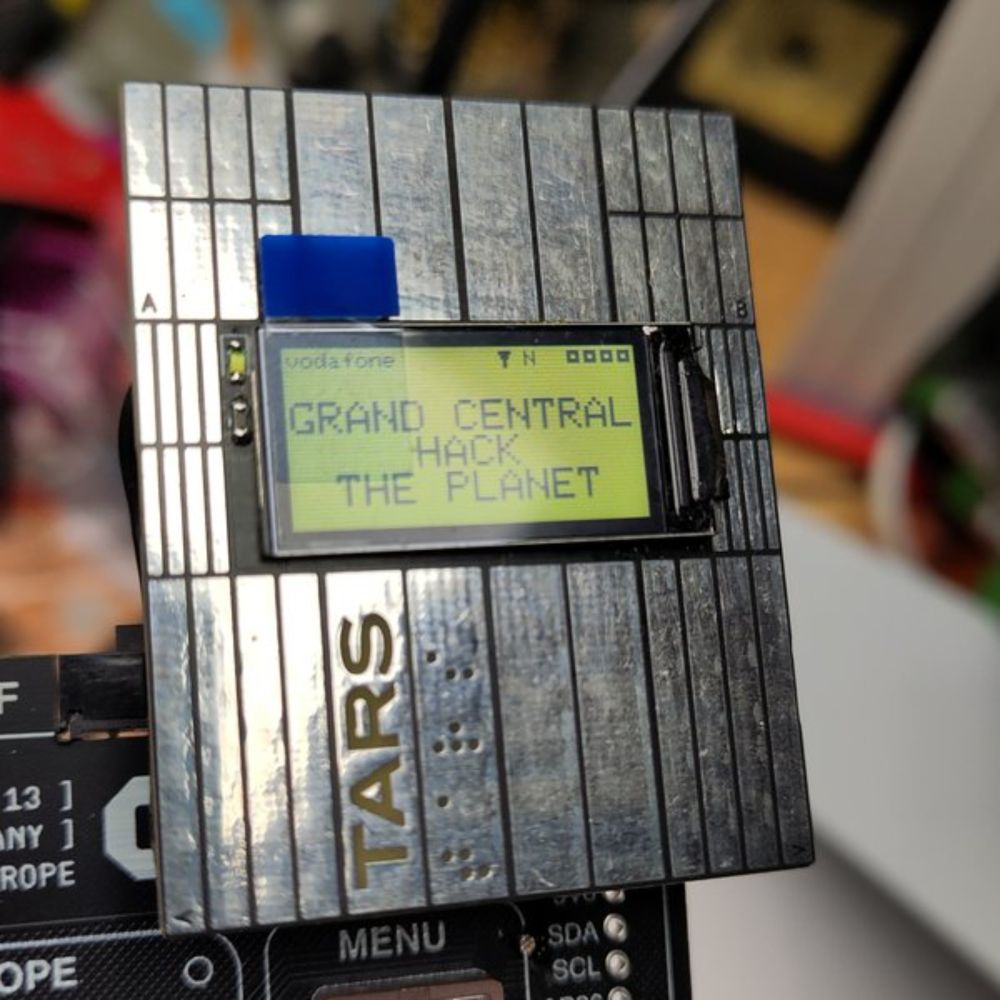 A
B
vodafone N
GRAND CENTRAL
HACK
THE PLANET
TARS
F
13 ]
ANY ]
ROPE
OPE
MENU
SDA
SCL